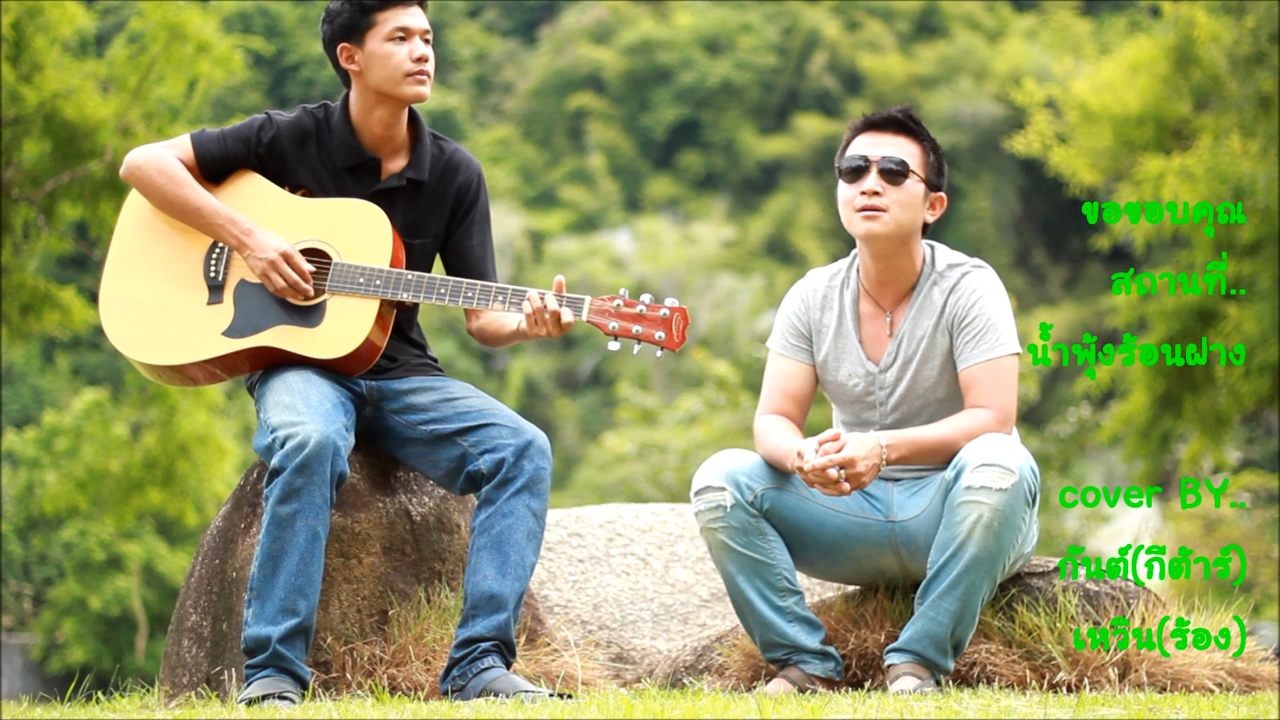 ขอขอบคุณ
สถานที่..
น้ำพุ้งร้อนฝาง
cover BY..
กันต์(กีต้าร์)
เหวิน(ร้อง)